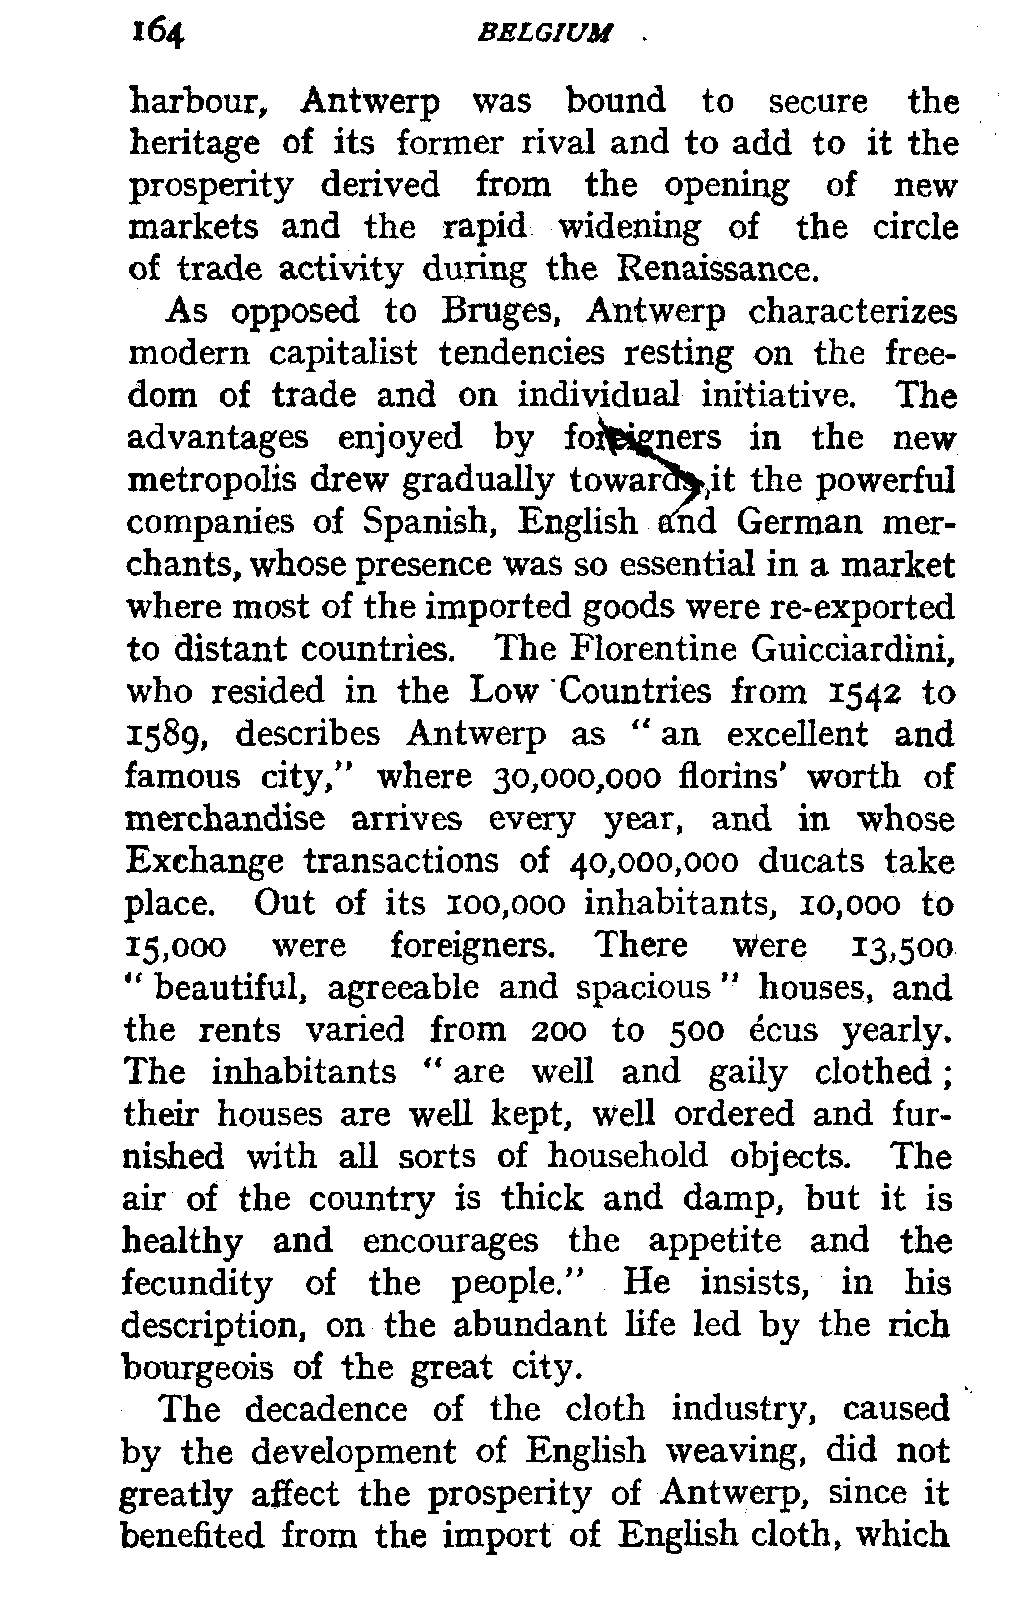 164 BELGIUM
harbour, Antwerp was bound to secure the
heritage of its former rival and to add to it the
prosperity derived from the opening of new
markets and the rapid widening of the circle
of trade activity during the Renaissance.
As opposed to Bruges, Antwerp characterizes
modern capitalist tendencies resting on the free-
dom of trade and on individual initiative. The
advantages enjoyed by foreigners in the new
metropolis drew gradually towards it the powerful
companies of Spanish, English and German mer-
chants, whose presence was so essential in a market
where most of the imported goods were re-exported
to distant countries. The Florentine Guicciardini,
who resided in the Low Countries from 1542 to
1589, describes Antwerp as " an excellent and
famous city," where 30,000,000 florins' worth of
merchandise arrives every year, and in whose
Exchange transactions of 40,000,000 ducats take
place. Out of its 100,000 inhabitants, 10,000 to
15,000 were foreigners. There were 13,500
" beautiful, agreeable and spacious " houses, and
the rents varied from 200 to 500 écus yearly.
The inhabitants " are well and gaily clothed ;
their houses are well kept, well ordered and fur-
nished with all sorts of household objects. The
air of the country is thick and damp, but it is
healthy and encourages the appetite and the
fecundity of the people." He insists, in his
description, on the abundant life led by the rich
bourgeois of the great city.
The decadence of the cloth industry, caused
by the development of English weaving, did not
greatly affect the prosperity of Antwerp, since it
benefited from the import of English cloth, which